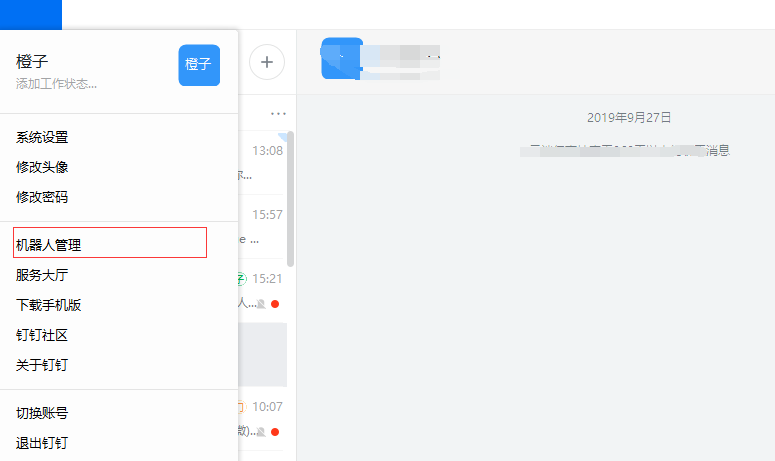 橙子
橙子
添加工作状态...
系统设置
修改头像
修改密码
机器人管理
服务大厅
下载手机版
钉钉社区
关于钉钉
切换账号
退出钉钉
13:08
你...
15:57
e ...
15:21
人...
10:07
散)...
2019年9月27日
消息